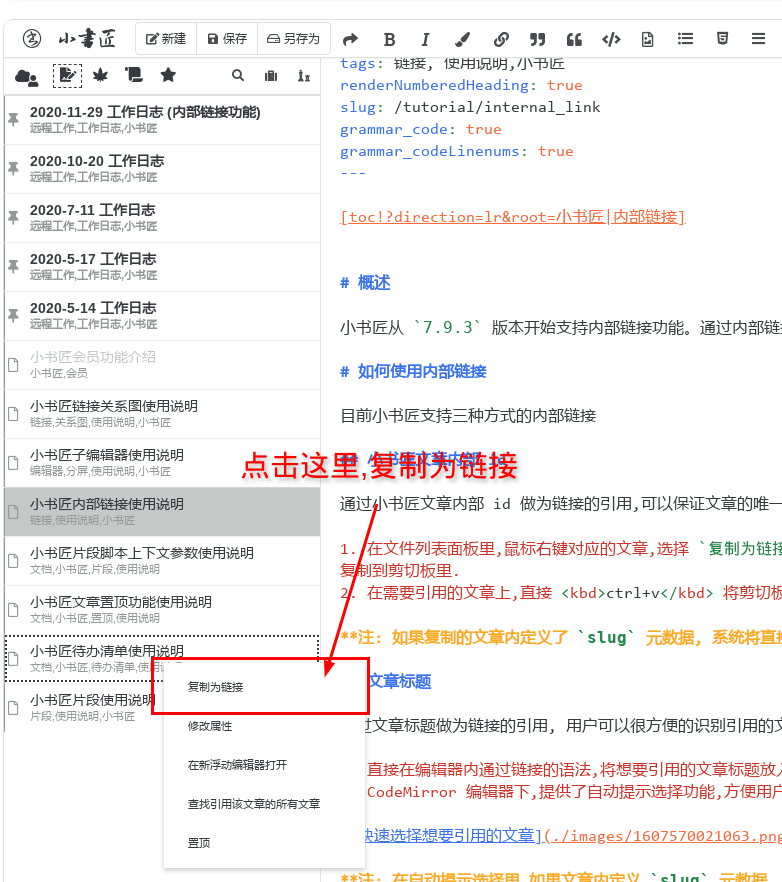 小書匠 新建 保存 另存为
2020-11-29 工作日志 (内部链接功能)
远程工作,工作日志,小书匠
2020-10-20 工作日志
远程工作,工作日志,小书匠
2020-7-11 工作日志
远程工作,工作日志,小书匠
2020-5-17 工作日志
远程工作,工作日志,小书匠
2020-5-14 工作日志
远程工作,工作日志,小书匠
小书匠会员功能介绍
小书匠,会员
小书匠链接关系图使用说明
链接,关系图,使用说明,小书匠
小书匠子编辑器使用说明
编辑器,分屏,使用说明,小书匠
小书匠内部链接使用说明
链接,使用说明,小书匠
小书匠片段脚本上下文参数使用说明
文档,小书匠,片段,使用说明
小书匠文章置顶功能使用说明
文档,小书匠,置顶,使用说明
小书匠待办清单使用说明
文档,小书匠,待办清单,使用
小书匠片段使用说明
片段,使用说明,小书匠
点击这里,复制为链接
复制为链接
修改属性
在新浮动编辑器打开
查找引用该文章的所有文章
置顶
tags: 链接, 使用说明,小书匠
renderNumberedHeading: true
slug: /tutorial/internal_link
grammar_code: true
grammar_codeLinenums: true
---
[toc!?direction=lr&root=小书匠|内部链接]
# 概述
小书匠从 `7.9.3` 版本开始支持内部链接功能。通过内部链
# 如何使用内部链接
目前小书匠支持三种方式的内部链接
## 小书匠文章内部 id
通过小书匠文章内部 id 做为链接的引用,可以保证文章的唯一
1. 在文件列表面板里,鼠标右键对应的文章,选择 `复制为链接
复制到剪切板里.
2. 在需要引用的文章上,直接 <kbd>ctrl+v</kbd> 将剪切板
**注: 如果复制的文章内定义了 `slug` 元数据, 系统将直接
文章标题
过文章标题做为链接的引用, 用户可以很方便的识别引用的文
直接在编辑器内通过链接的语法,将想要引用的文章标题放入
CodeMirror 编辑器下,提供了自动提示选择功能,方便用户
快速选择想要引用的文章](./images/1607570021063.png
**注: 在自动提示选择里,如果文章内定义 `slug` 元数据